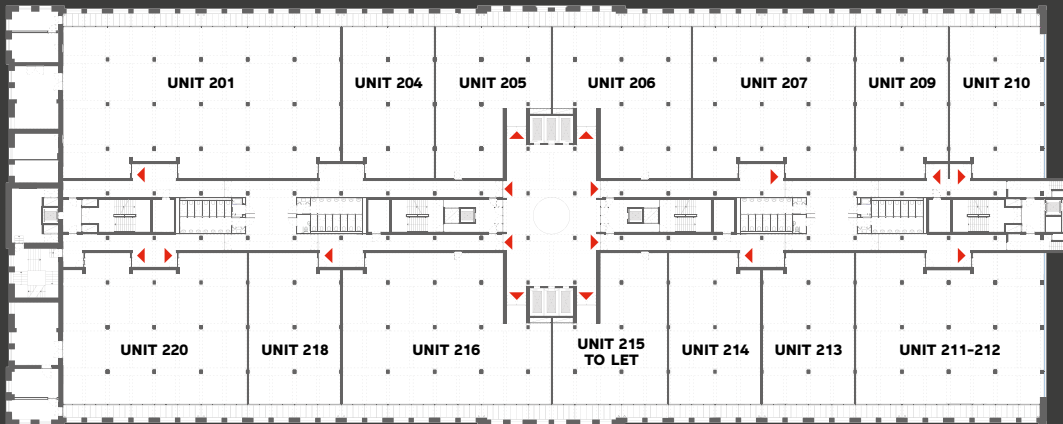 UNIT 201
UNIT 204
UNIT 205
UNIT 206
UNIT 207
UNIT 209
UNIT 210
UNIT 220
UNIT 218
UNIT 216
UNIT 215
TO LET
UNIT 214
UNIT 213
UNIT 211-212